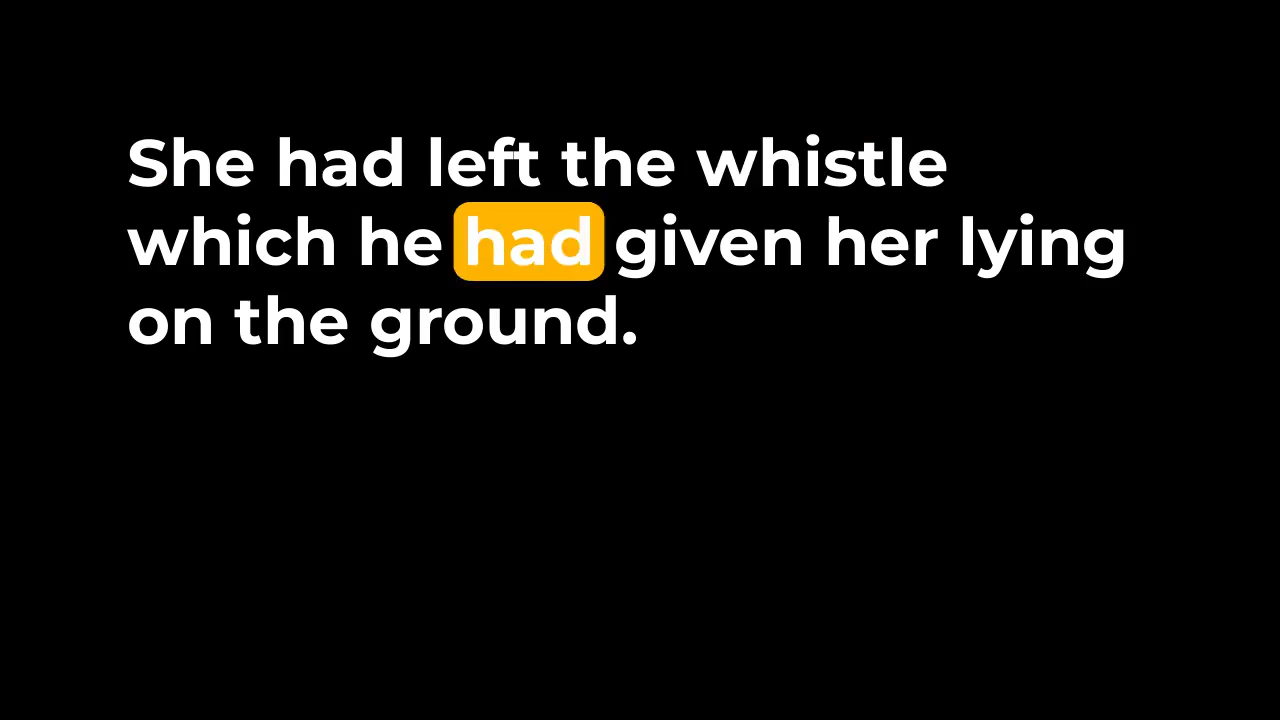 She had left the whistle
which he had given her lying
on the ground.